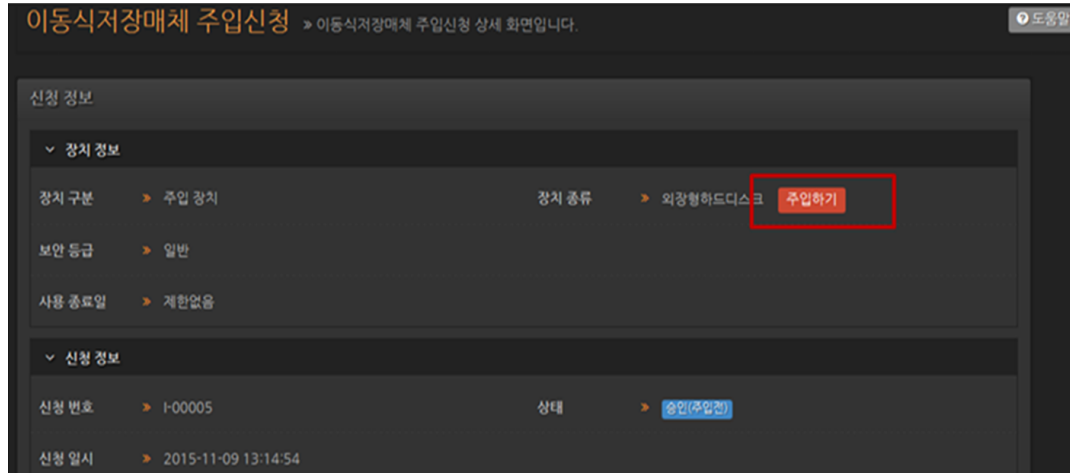 이동식저장매체 주입신청 » 이동식저장매체 주입신청 상세 화면입니다. 도움말
신청 정보
장치 정보
장치 구분 » 주입 장치 장치 종류 » 외장형하드디스크 주입하기
보안 등급 » 일반
사용 종료일 » 제한없음
신청 정보
신청 번호 » I-00005 상태 » 승인(주입전)
신청 일시 » 2015-11-09 13:14:54